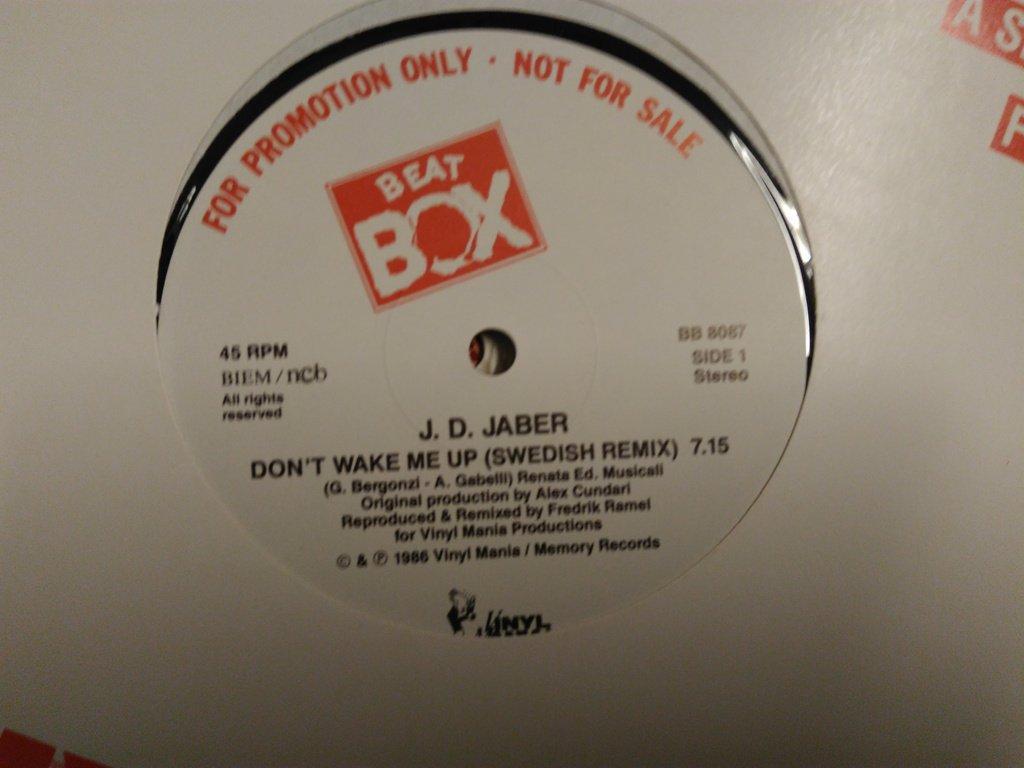 FOR PROMOTION ONLY · NOT FOR SALE
BEAT
BOX
45 RPM
BIEM / ncb
All rights
reserved
BB 8087
SIDE 1
Stereo
J. D. JABER
DON'T WAKE ME UP (SWEDISH REMIX) 7.15
(G. Bergonzi - A. Gabelli) Renata Ed. Musicali
Original production by Alex Cundari
Reproduced & Remixed by Fredrik Ramel
for Vinyl Mania Productions
© & ℗ 1986 Vinyl Mania / Memory Records
VINYL
A S